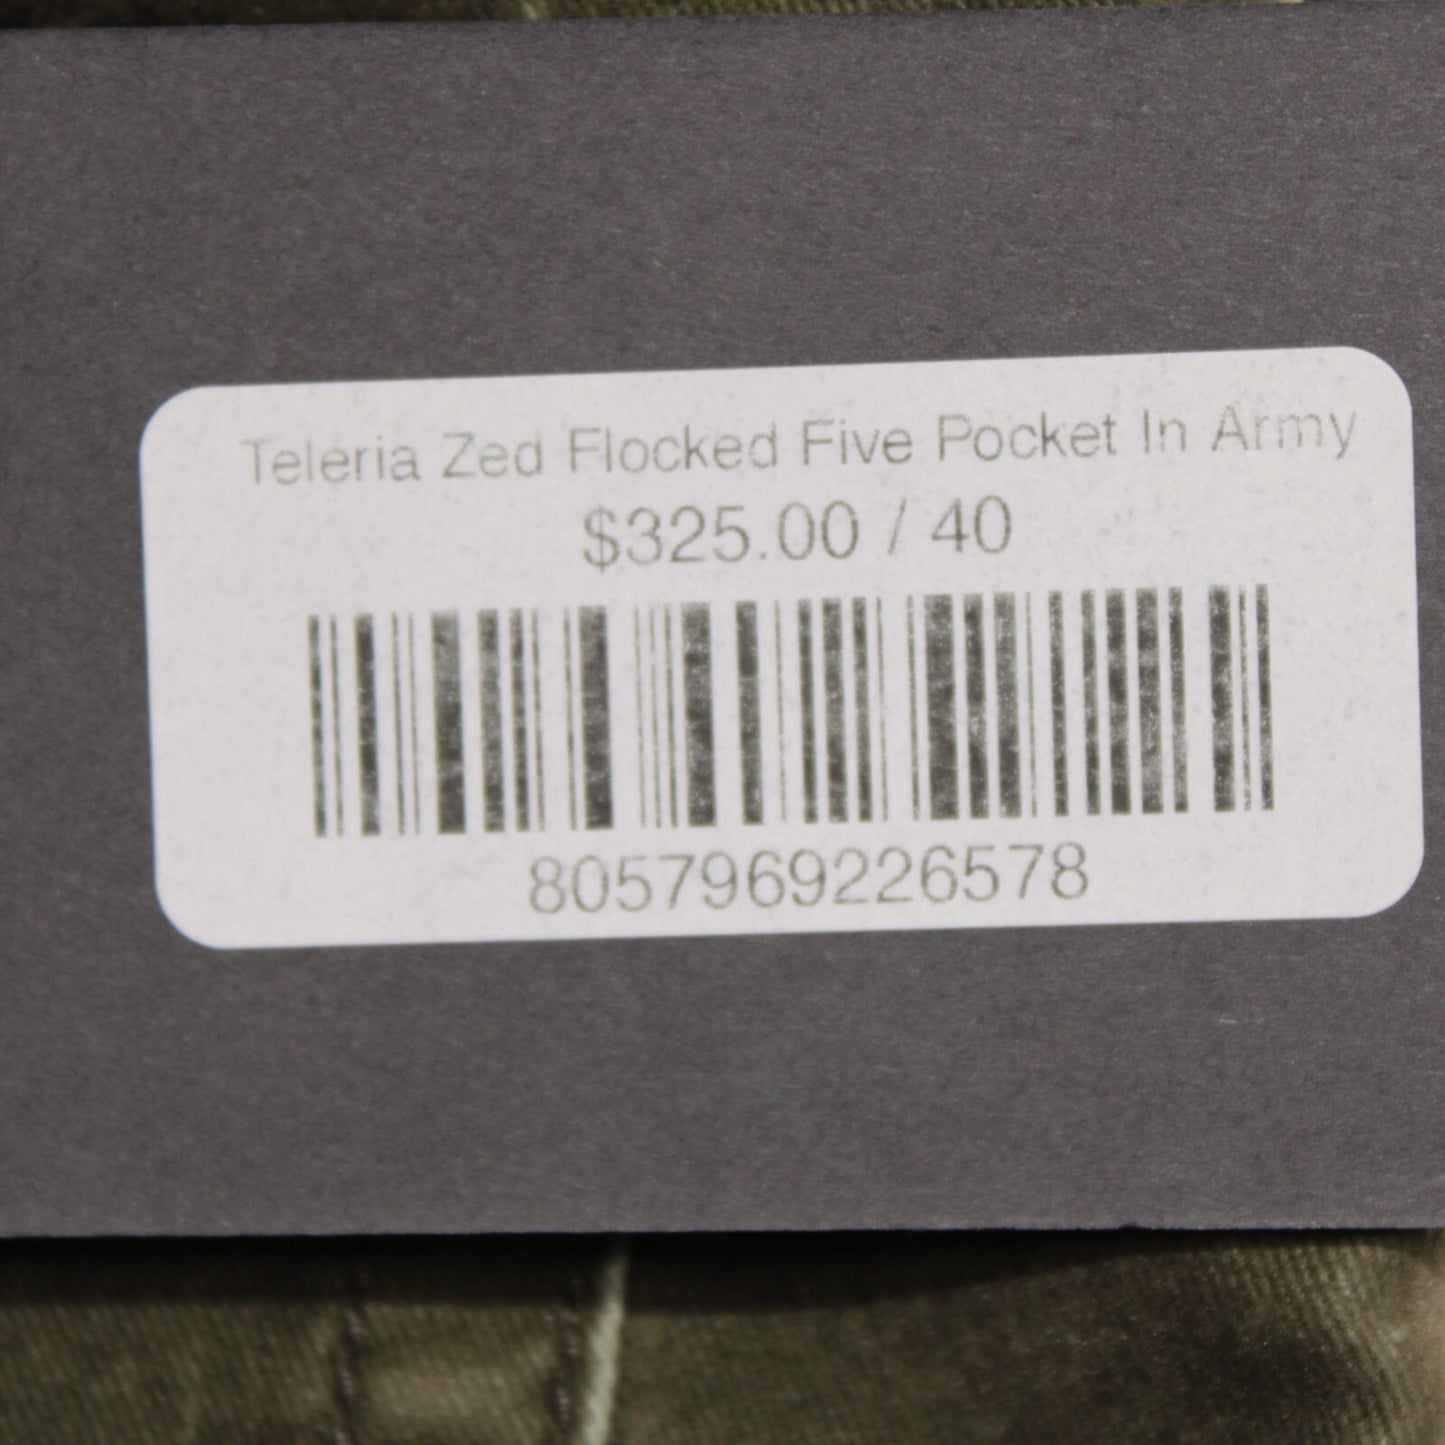 Teleria Zed Flocked Five Pocket In Army
$325.00 / 40
8057969226578